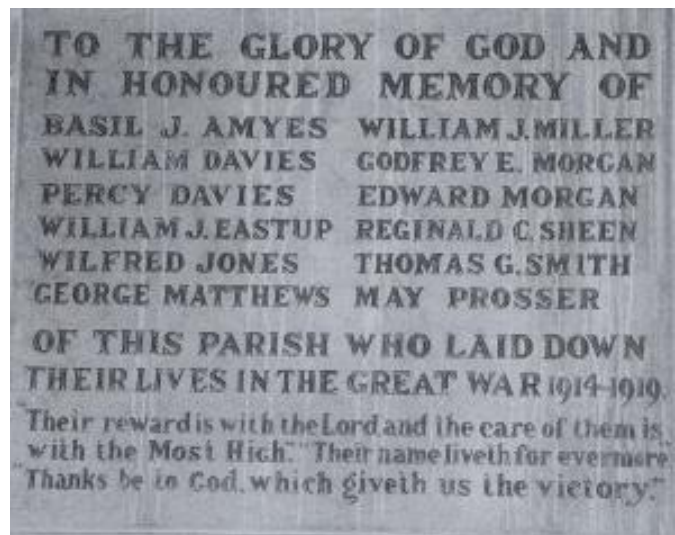 TO THE GLORY OF GOD AND
IN HONOURED MEMORY OF
BASIL J. AMYES WILLIAM J. MILLER
WILLIAM DAVIES GODFREY E. MORGAN
PERCY DAVIES EDWARD MORGAN
WILLIAM J. EASTUP REGINALD C. SHEEN
WILFRED JONES THOMAS G. SMITH
GEORGE MATTHEWS MAY PROSSER
OF THIS PARISH WHO LAID DOWN
THEIR LIVES IN THE GREAT WAR 1914-1919.
"Their reward is with the Lord and the care of them is
with the Most High." "Their name liveth for evermore."
"Thanks be to God, which giveth us the victory."